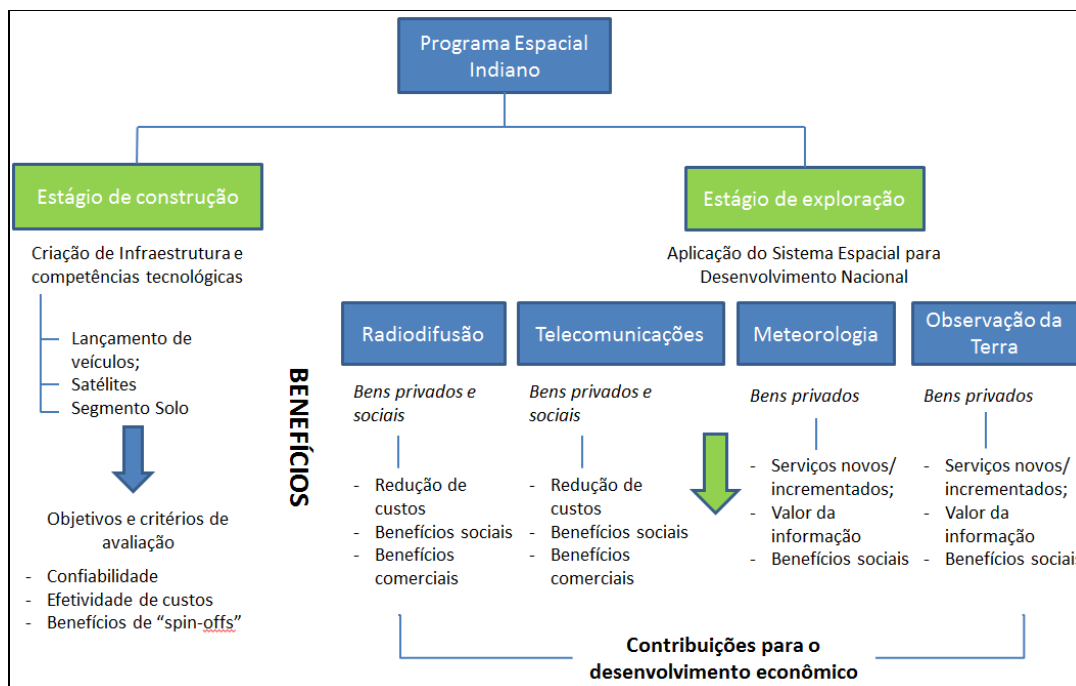 Programa Espacial
Indiano
Estágio de construção
Criação de Infraestrutura e
competências tecnológicas
- Lançamento de
veículos;
- Satélites
- Segmento Solo
Objetivos e critérios de
avaliação
- Confiabilidade
- Efetividade de custos
- Benefícios de “spin-offs”
Estágio de exploração
Aplicação do Sistema Espacial para
Desenvolvimento Nacional
BENEFÍCIOS
Radiodifusão
Bens privados e
sociais
- Redução de
custos
- Benefícios sociais
- Benefícios
comerciais
Telecomunicações
Bens privados e
sociais
- Redução de
custos
- Benefícios sociais
- Benefícios
comerciais
Meteorologia
Bens privados
- Serviços novos/
incrementados;
- Valor da
informação
- Benefícios sociais
Observação da
Terra
Bens privados
- Serviços novos/
incrementados;
- Valor da
informação
- Benefícios sociais
Contribuições para o
desenvolvimento econômico